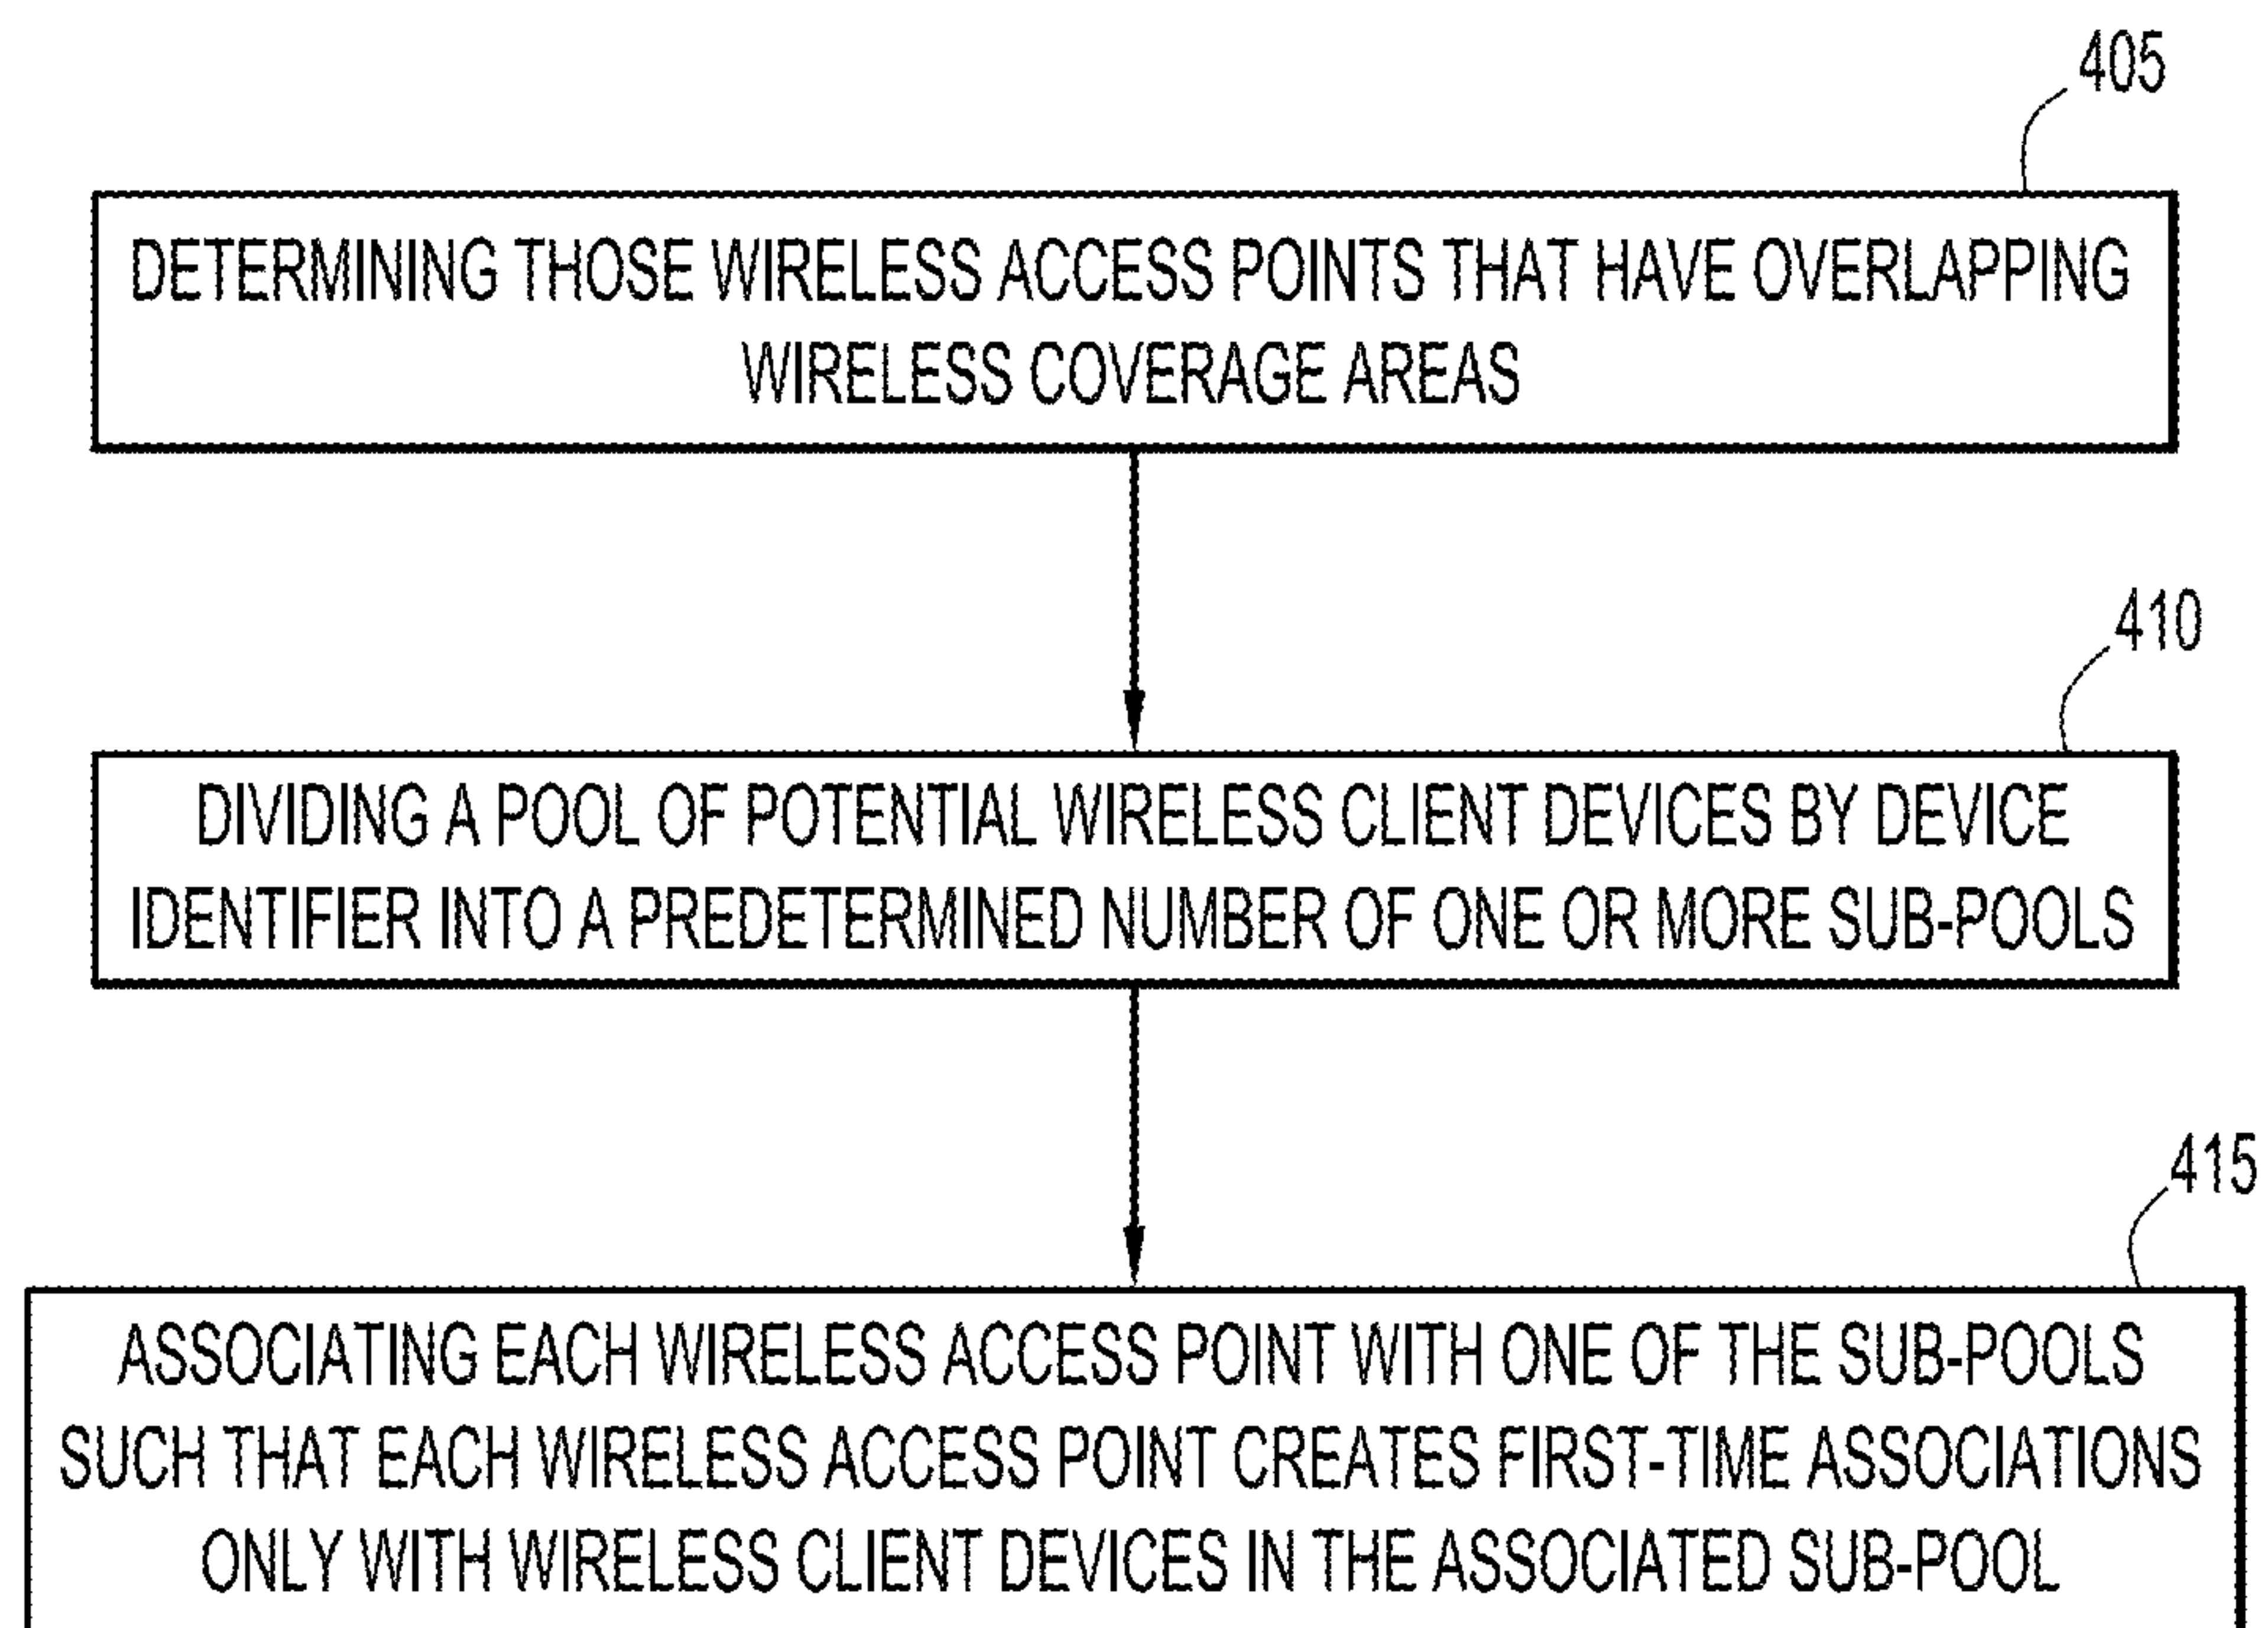 405
DETERMINING THOSE WIRELESS ACCESS POINTS THAT HAVE OVERLAPPING
WIRELESS COVERAGE AREAS
410
DIVIDING A POOL OF POTENTIAL WIRELESS CLIENT DEVICES BY DEVICE
IDENTIFIER INTO A PREDETERMINED NUMBER OF ONE OR MORE SUB-POOLS
415
ASSOCIATING EACH WIRELESS ACCESS POINT WITH ONE OF THE SUB-POOLS
SUCH THAT EACH WIRELESS ACCESS POINT CREATES FIRST-TIME ASSOCIATIONS
ONLY WITH WIRELESS CLIENT DEVICES IN THE ASSOCIATED SUB-POOL